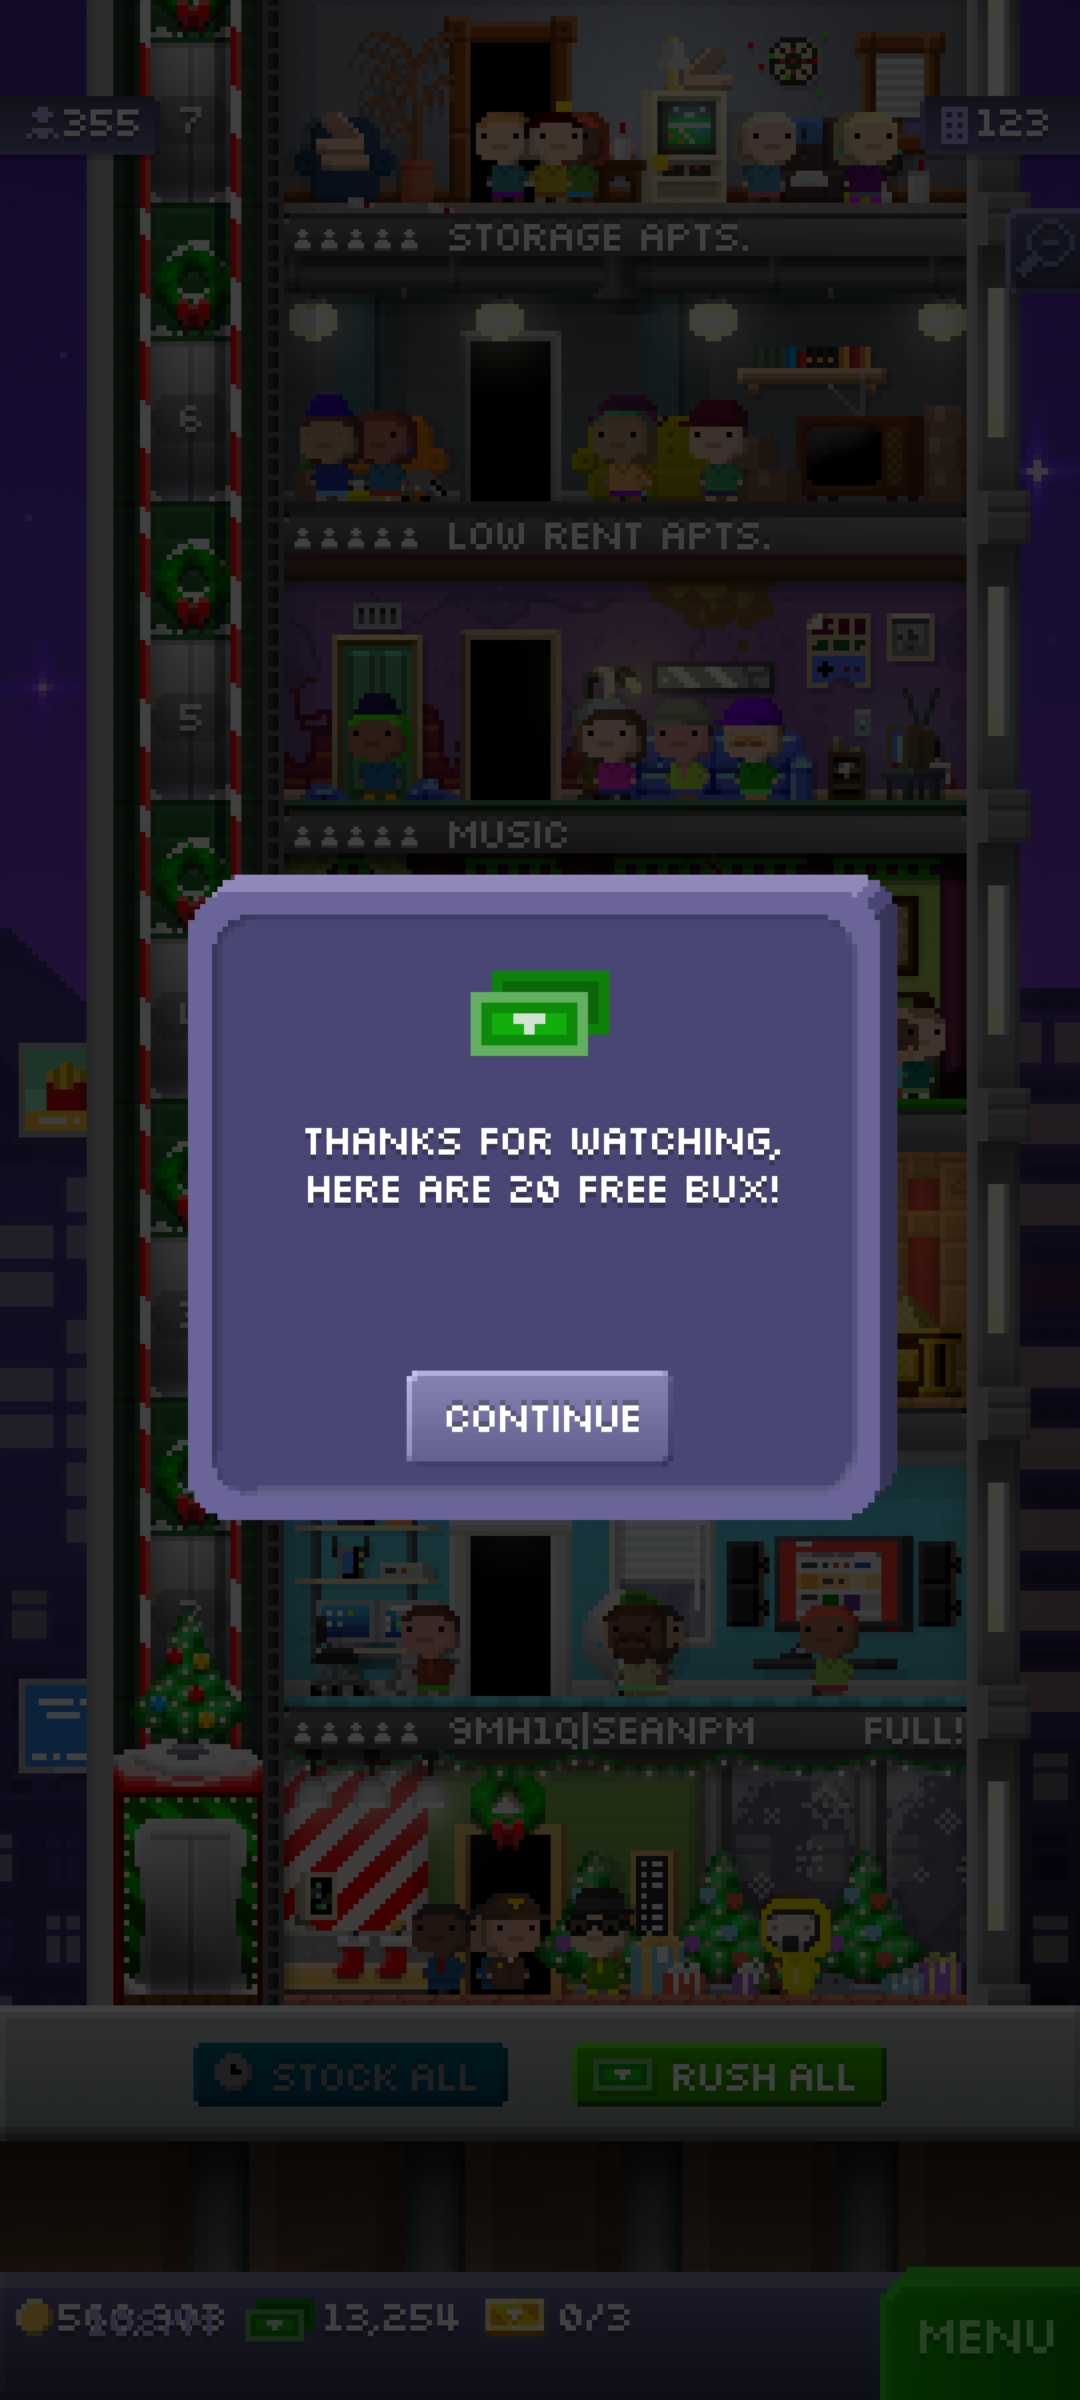 7
355
123
STORAGE APTS.
6
LOW RENT APTS.
5
MUSIC
THANKS FOR WATCHING,
HERE ARE 20 FREE BUX!
CONTINUE
2
9MH1Q|SEANPM FULL!
STOCK ALL RUSH ALL
13,254 0/3
MENU